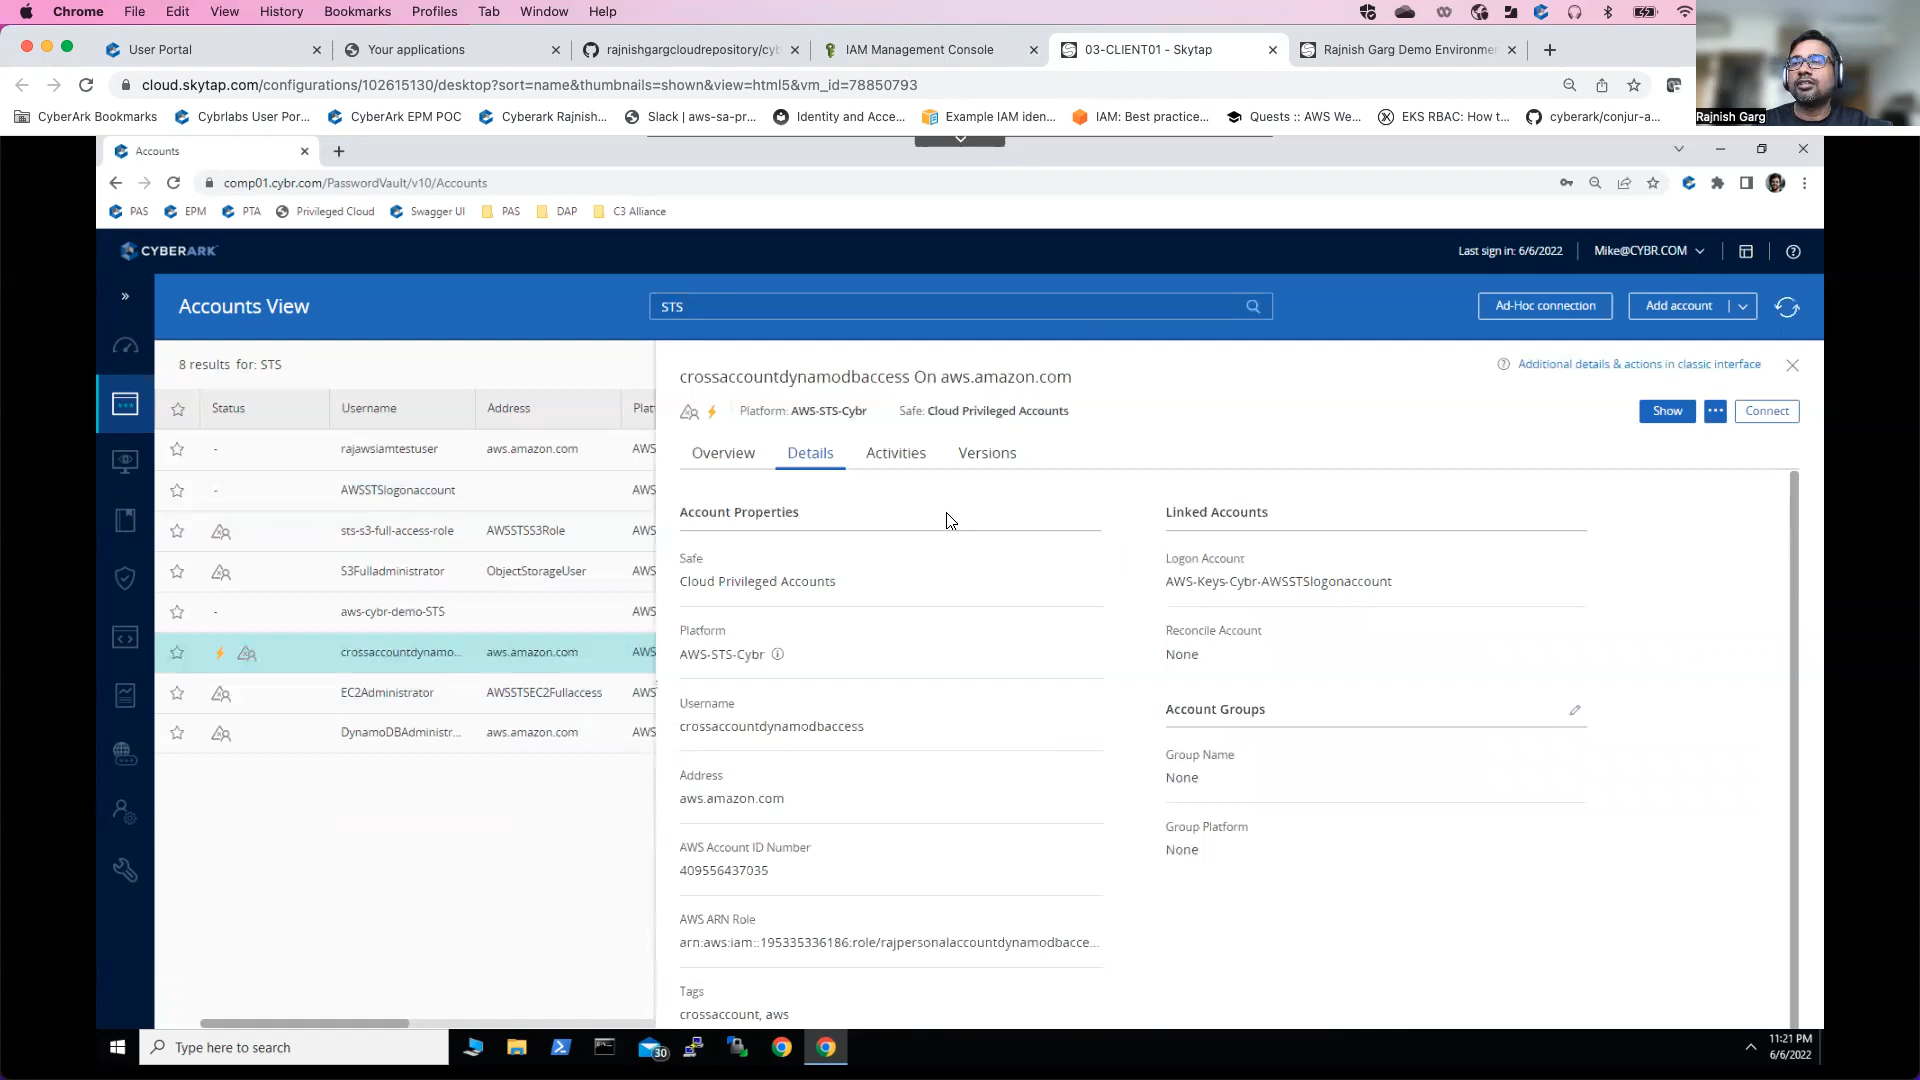 Chrome File Edit View History Bookmarks Profiles Tab Window Help
User Portal Your applications rajnishgargcloudrepository/cyb IAM Management Console 03-CLIENT01 - Skytap Rajnish Garg Demo Environme
cloud.skytap.com/configurations/102615130/desktop?sort=name&thumbnails=shown&view=html5&vm_id=78850793
CyberArk Bookmarks Cybrlabs User Por... CyberArk EPM POC Cyberark Rajnish... Slack | aws-sa-pr... Identity and Acce... Example IAM iden... IAM: Best practice... Quests :: AWS We... EKS RBAC: How t... cyberark/conjur-a...
Rajnish Garg
Accounts
comp01.cybr.com/PasswordVault/v10/Accounts
PAS EPM PTA Privileged Cloud Swagger UI PAS DAP C3 Alliance
CYBERARK Last sign in: 6/6/2022 Mike@CYBR.COM
Accounts View STS Ad-Hoc connection Add account
8 results for: STS
Status Username Address Plat
- rajawsiamtestuser aws.amazon.com AWS
- AWSSTSlogonaccount AWS
sts-s3-full-access-role AWSSTSS3Role AWS
S3Fulladministrator ObjectStorageUser AWS
- aws-cybr-demo-STS AWS
crossaccountdynamo... aws.amazon.com AWS
EC2Administrator AWSSTSEC2Fullaccess AWS
DynamoDBAdministr... aws.amazon.com AWS
Additional details & actions in classic interface
crossaccountdynamodbaccess On aws.amazon.com
Platform: AWS-STS-Cybr Safe: Cloud Privileged Accounts Show Connect
Overview Details Activities Versions
Account Properties
Safe
Cloud Privileged Accounts
Platform
AWS-STS-Cybr
Username
crossaccountdynamodbaccess
Address
aws.amazon.com
AWS Account ID Number
409556437035
AWS ARN Role
arn:aws:iam::195335336186:role/rajpersonalaccountdynamodbacce...
Tags
crossaccount, aws
Linked Accounts
Logon Account
AWS-Keys-Cybr-AWSSTSlogonaccount
Reconcile Account
None
Account Groups
Group Name
None
Group Platform
None
Type here to search
30
11:21 PM
6/6/2022